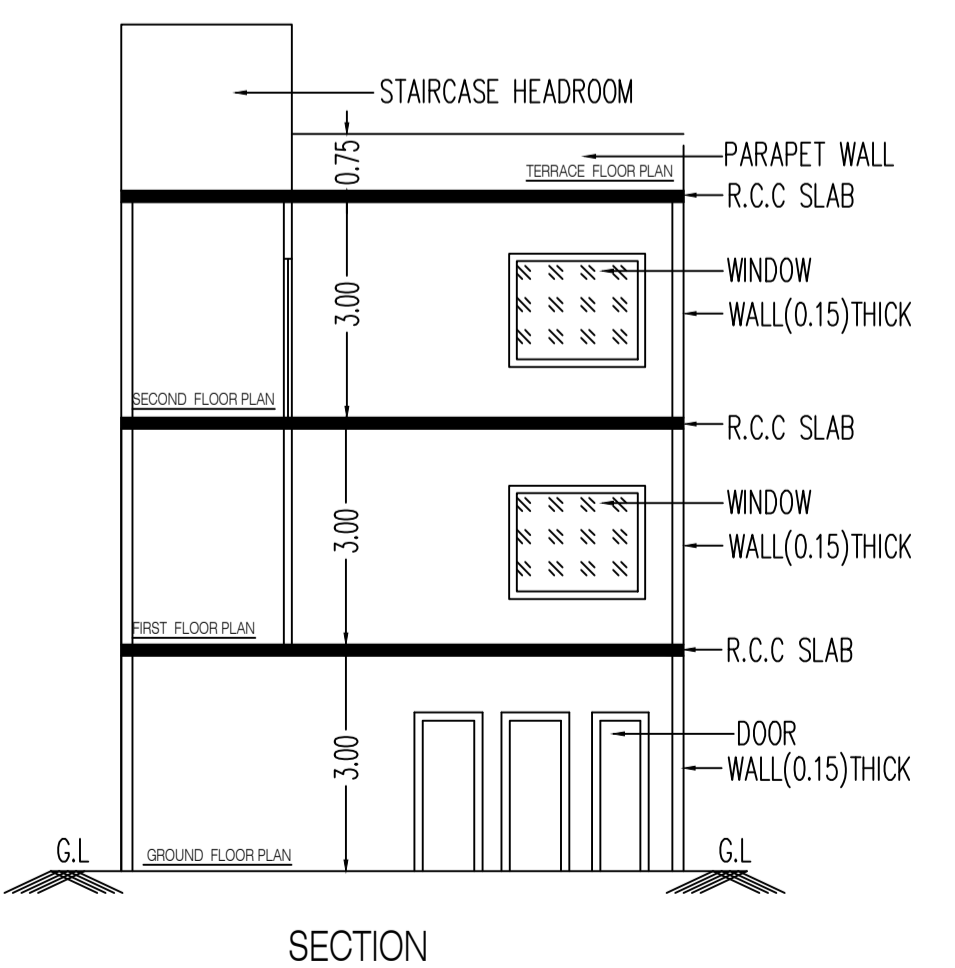 STAIRCASE HEADROOM
0.75
PARAPET WALL
TERRACE FLOOR PLAN
R.C.C SLAB
WINDOW
3.00
WALL(0.15)THICK
SECOND FLOOR PLAN
R.C.C SLAB
WINDOW
3.00
WALL(0.15)THICK
FIRST FLOOR PLAN
R.C.C SLAB
DOOR
3.00
WALL(0.15)THICK
G.L
GROUND FLOOR PLAN
G.L
SECTION